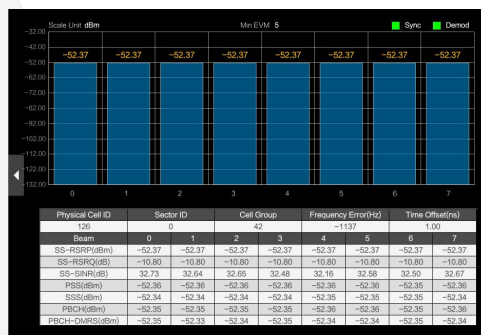 Scale Unit dBm Min EVM 5 Sync Demod
-32.00
-42.00
-52.37 -52.37 -52.37 -52.37 -52.37 -52.37 -52.37 -52.37
-52.00
-62.00
-72.00
-82.00
-92.00
-102.00
-112.00
-122.00
-132.00
0 1 2 3 4 5 6 7
Physical Cell ID Sector ID Cell Group Frequency Error(Hz) Time Offset(ns)
126 0 42 -1137 1.00
Beam 0 1 2 3 4 5 6 7
SS-RSRP(dBm) -52.37 -52.37 -52.37 -52.37 -52.37 -52.37 -52.37 -52.37
SS-RSRQ(dB) -10.80 -10.80 -10.80 -10.80 -10.80 -10.80 -10.80 -10.80
SS-SINR(dB) 32.73 32.64 32.65 32.48 32.16 32.58 32.50 32.67
PSS(dBm) -52.36 -52.36 -52.36 -52.36 -52.36 -52.36 -52.36 -52.36
SSS(dBm) -52.34 -52.34 -52.34 -52.34 -52.35 -52.34 -52.35 -52.34
PBCH(dBm) -52.35 -52.35 -52.35 -52.35 -52.36 -52.35 -52.35 -52.36
PBCH-DMRS(dBm) -52.35 -52.33 -52.34 -52.35 -52.35 -52.34 -52.35 -52.34